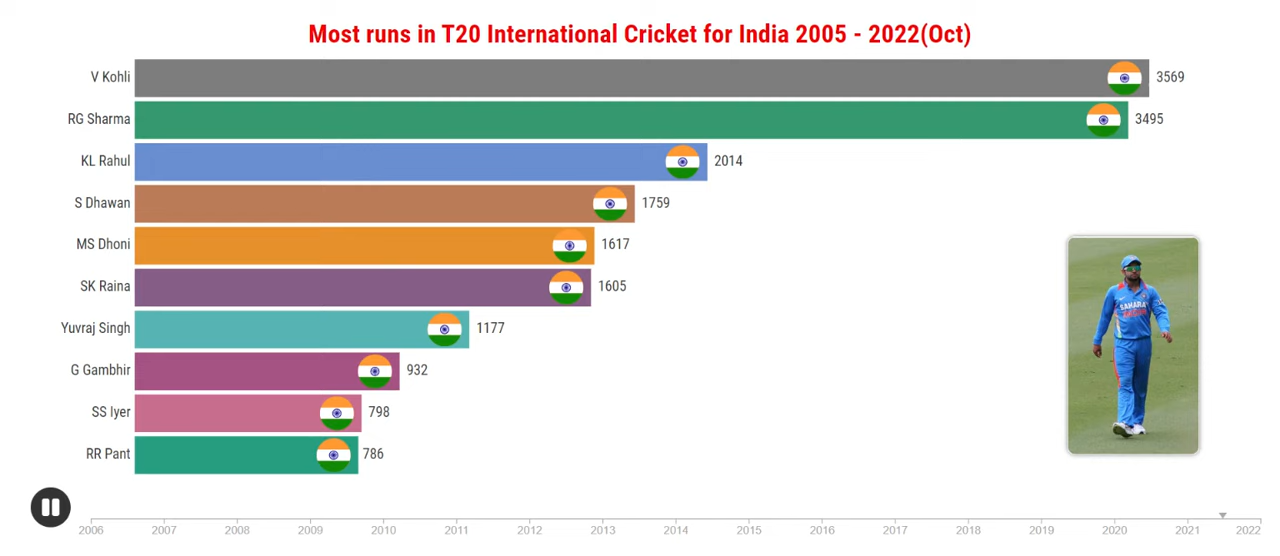 Most runs in T20 International Cricket for India 2005 - 2022(Oct)
V Kohli 3569
RG Sharma 3495
KL Rahul 2014
S Dhawan 1759
MS Dhoni 1617
SK Raina 1605
Yuvraj Singh 1177
G Gambhir 932
SS Iyer 798
RR Pant 786
SAHARA
2006 2007 2008 2009 2010 2011 2012 2013 2014 2015 2016 2017 2018 2019 2020 2021 2022